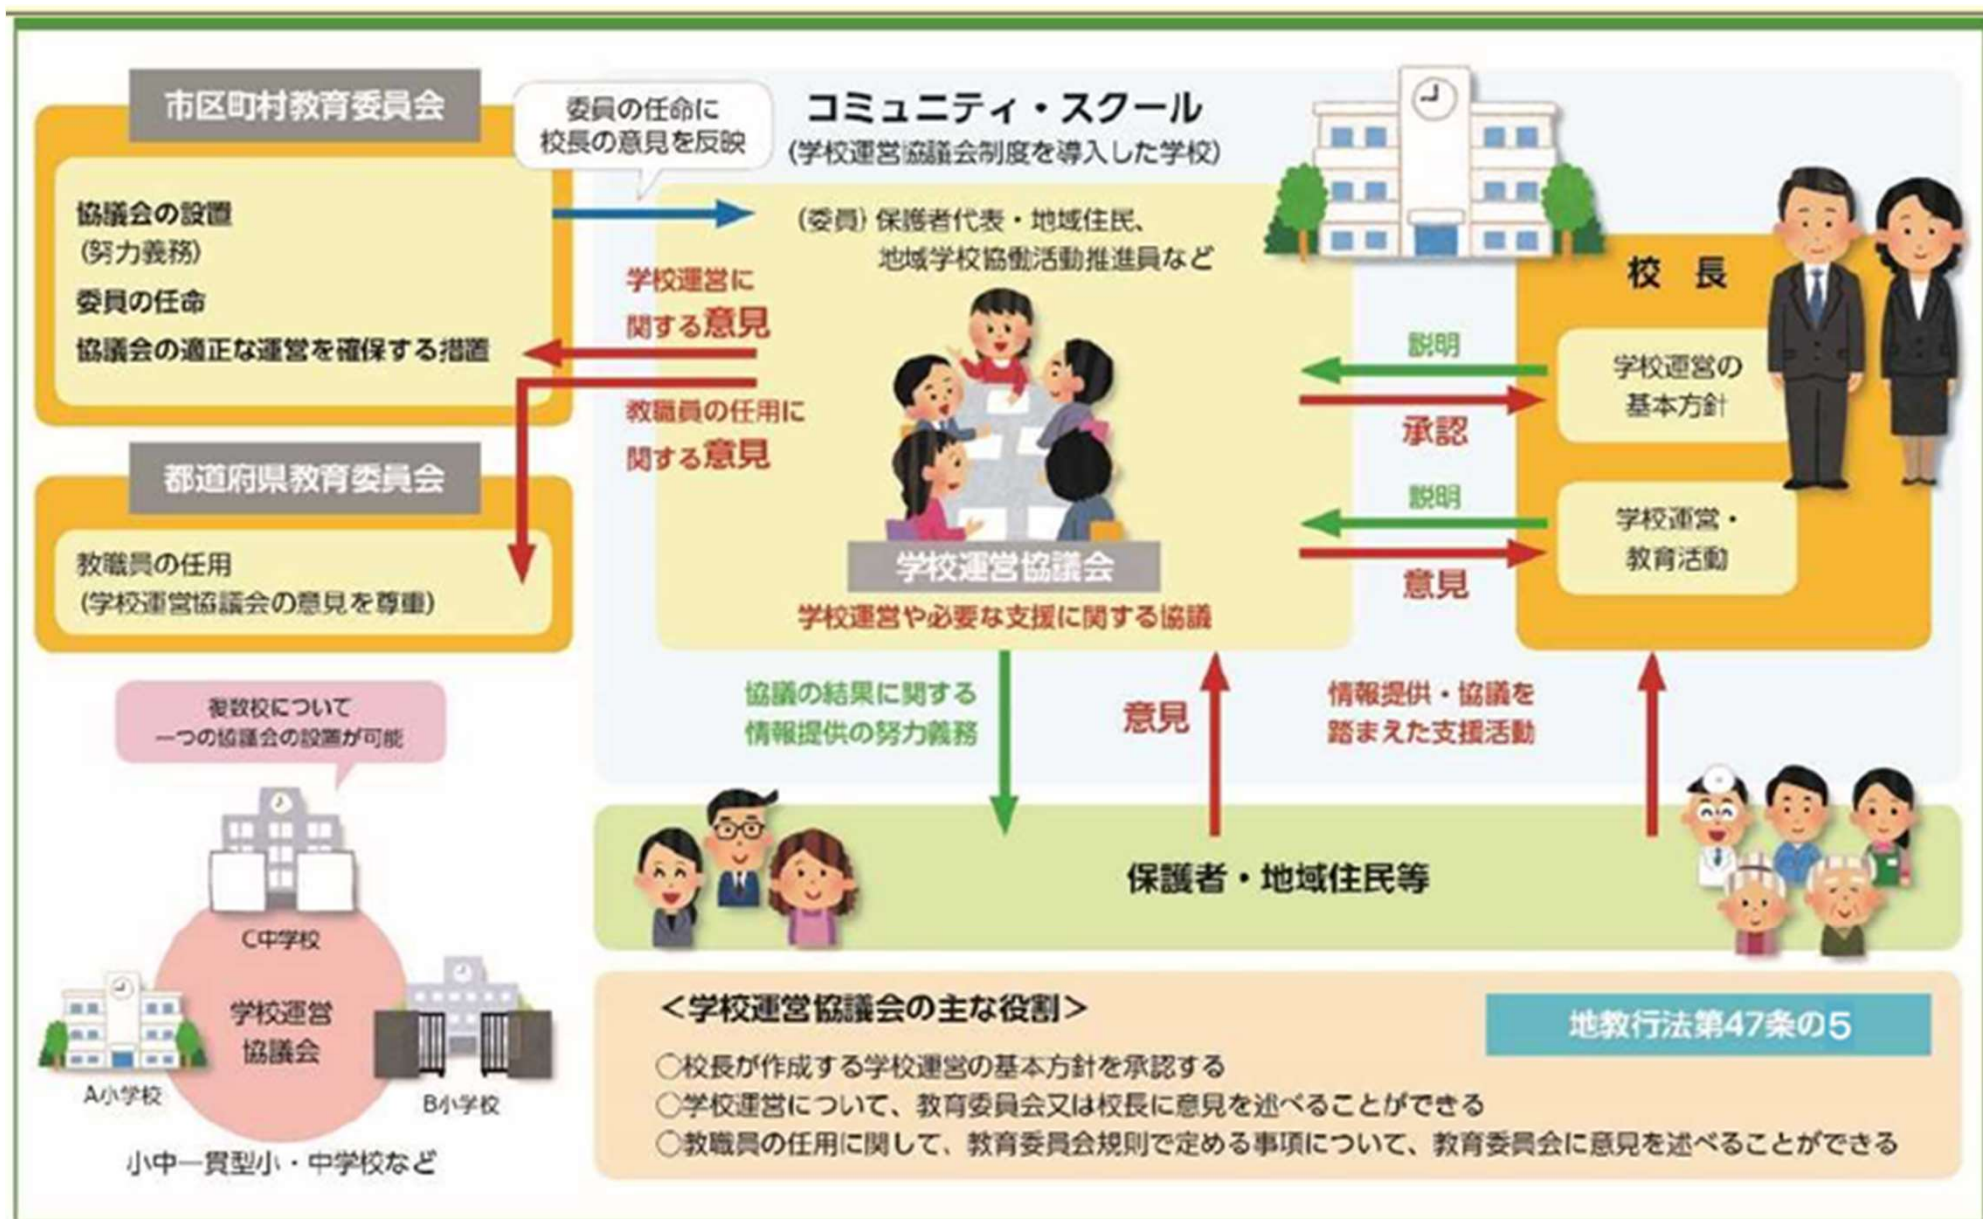 市区町村教育委員会
協議会の設置
(努力義務)
委員の任命
協議会の適正な運営を確保する措置
委員の任命に
校長の意見を反映
コミュニティ・スクール
(学校運営協議会制度を導入した学校)
(委員) 保護者代表・地域住民、
地域学校協働活動推進員など
学校運営に
関する意見
教職員の任用に
関する意見
都道府県教育委員会
教職員の任用
(学校運営協議会の意見を尊重)
学校運営協議会
学校運営や必要な支援に関する協議
校 長
説明
承認
学校運営の
基本方針
説明
意見
学校運営・
教育活動
協議の結果に関する
情報提供の努力義務
意見
情報提供・協議を
踏まえた支援活動
保護者・地域住民等
複数校について
一つの協議会の設置が可能
C中学校
学校運営
協議会
A小学校
B小学校
小中一貫型小・中学校など
<学校運営協議会の主な役割>
地教行法第47条の5
○校長が作成する学校運営の基本方針を承認する
○学校運営について、教育委員会又は校長に意見を述べることができる
○教職員の任用に関して、教育委員会規則で定める事項について、教育委員会に意見を述べることができる